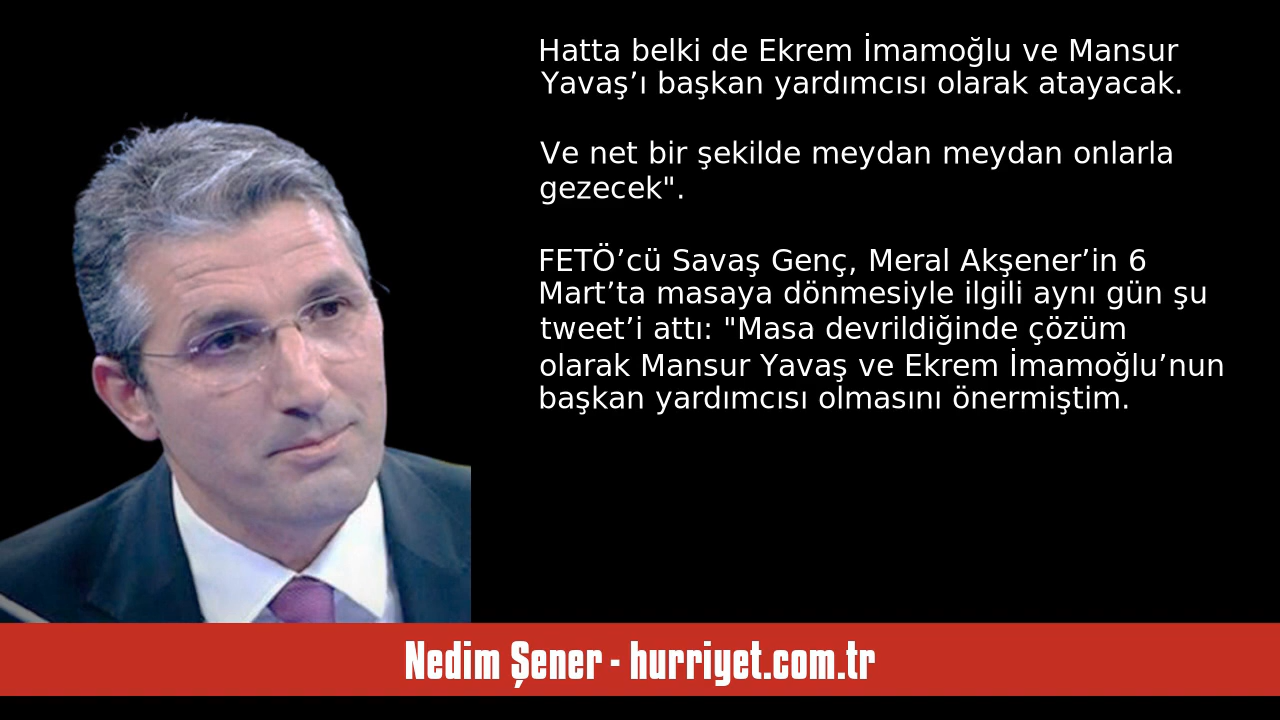 Hatta belki de Ekrem İmamoğlu ve Mansur
Yavaş’ı başkan yardımcısı olarak atayacak.
Ve net bir şekilde meydan meydan onlarla
gezecek".
FETÖ’cü Savaş Genç, Meral Akşener’in 6
Mart’ta masaya dönmesiyle ilgili aynı gün şu
tweet’i attı: "Masa devrildiğinde çözüm
olarak Mansur Yavaş ve Ekrem İmamoğlu’nun
başkan yardımcısı olmasını önermiştim.
Nedim Şener - hurriyet.com.tr